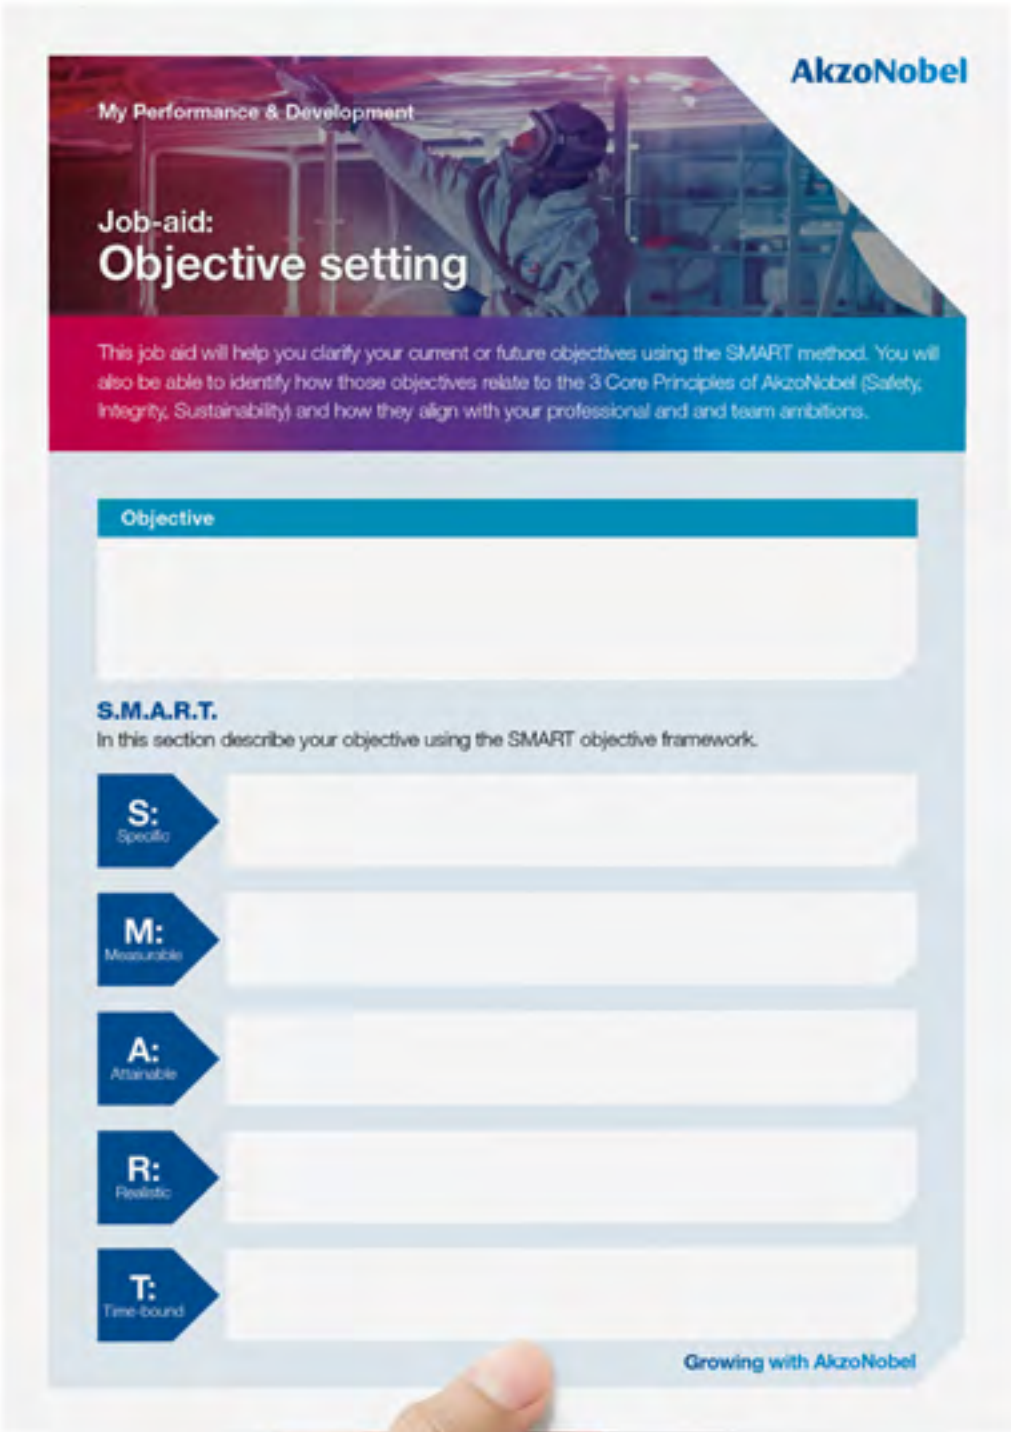 AkzoNobel
My Performance & Development
Job-aid:
Objective setting
This job aid will help you clarify your current or future objectives using the SMART method. You will
also be able to identify how those objectives relate to the 3 Core Principles of AkzoNobel (Safety,
Integrity, Sustainability) and how they align with your professional and and team ambitions.
Objective
S.M.A.R.T.
In this section describe your objective using the SMART objective framework.
S:
Specific
M:
Measurable
A:
Attainable
R:
Realistic
T:
Time-bound
Growing with AkzoNobel